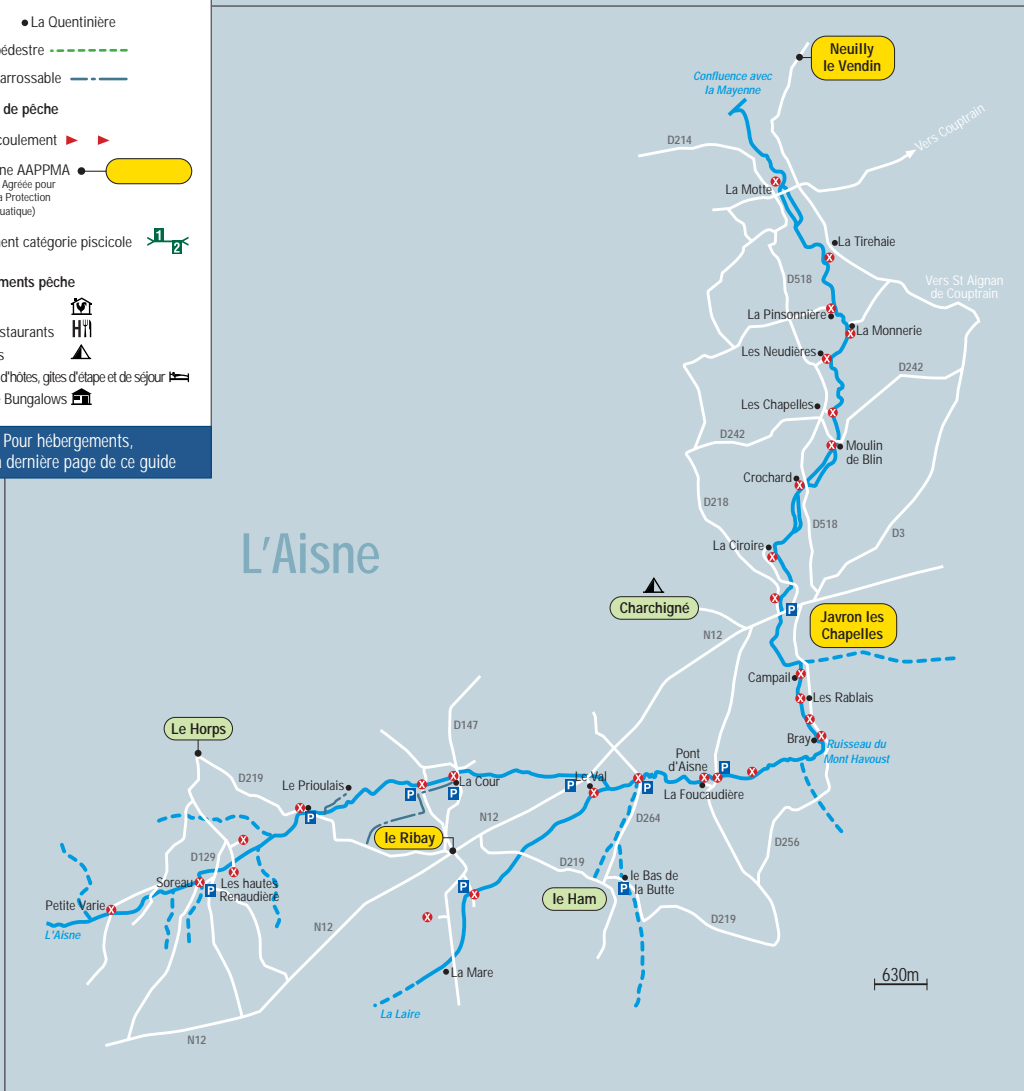 La Quentinière
pédestre
arrossable
de pêche
coulement
ne AAPPMA
Agréée pour
a Protection
uatique)
ent catégorie piscicole
1
2
ments pêche
staurants
s
d'hôtes, gîtes d'étape et de séjour
e Bungalows
Pour hébergements,
dernière page de ce guide
Neuilly
le Vendin
Confluence avec
la Mayenne
D214
Vers Couptrain
La Motte
La Tirehaie
D518
Vers St Aignan
de Couptrain
La Pinsonnière
La Monnerie
Les Neudières
D242
Les Chapelles
D242
Moulin
de Blin
Crochard
D218
D518
D3
La Ciroire
L'Aisne
Charchigné
P
Javron les
Chapelles
N12
Campail
Les Rablais
Bray
Ruisseau du
Mont Havoust
Le Horps
D147
D219
Le Prioulais
P
P
La Cour
P
P
Le Val
P
Pont
d'Aisne
P
La Foucaudière
N12
D264
le Ribay
D256
D129
Soreau
P
Les hautes
Renaudière
P
D219
le Ham
le Bas de
la Butte
P
Petite Varie
L'Aisne
N12
D219
La Mare
630m
La Laire
N12